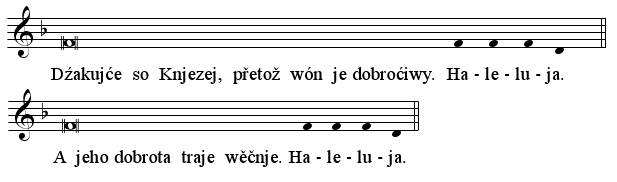 Dźakujće so Knjezej, přetož wón je dobroćiwy. Ha - le - lu - ja.
A jeho dobrota traje wěčnje. Ha - le - lu - ja.